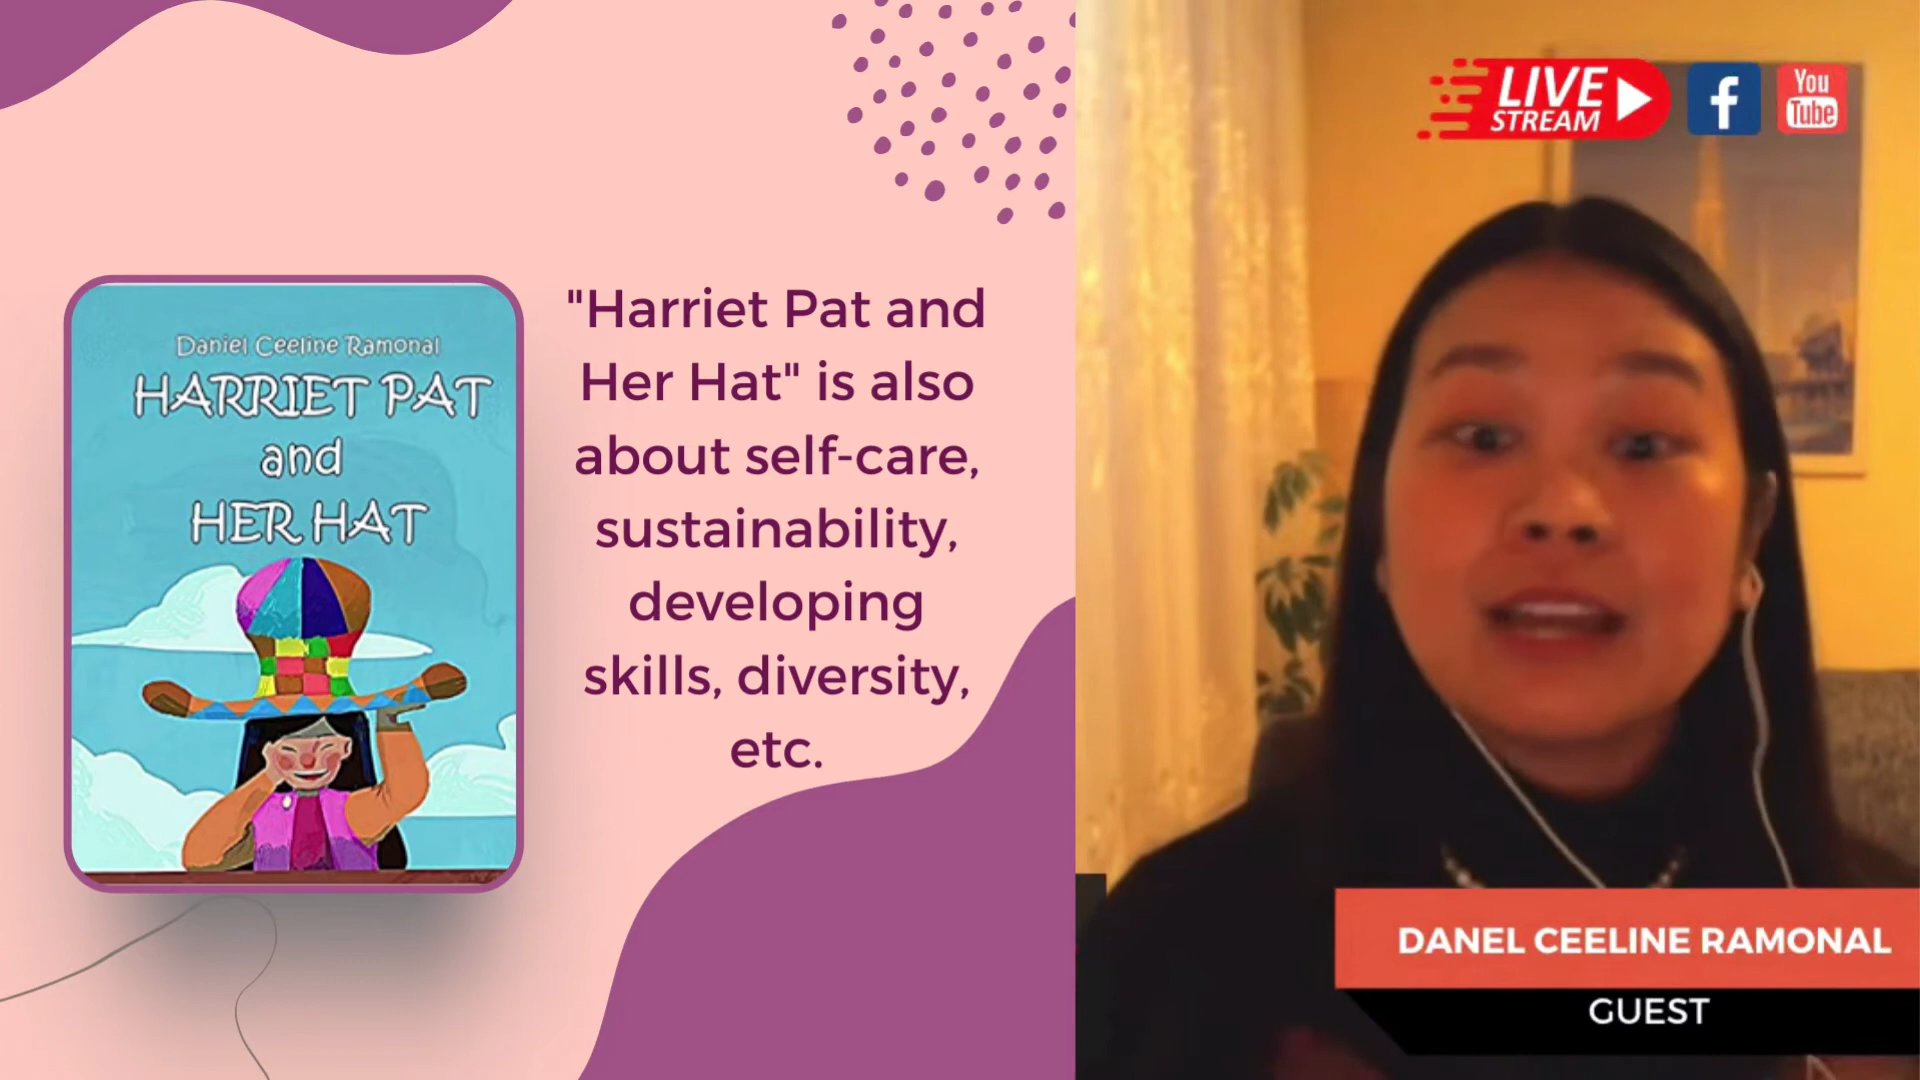 Daniel Ceeline Ramonal
HARRIET PAT
and
HER HAT
"Harriet Pat and
Her Hat" is also
about self-care,
sustainability,
developing
skills, diversity,
etc.
LIVE
STREAM
f
You
Tube
DANEL CEELINE RAMONAL
GUEST